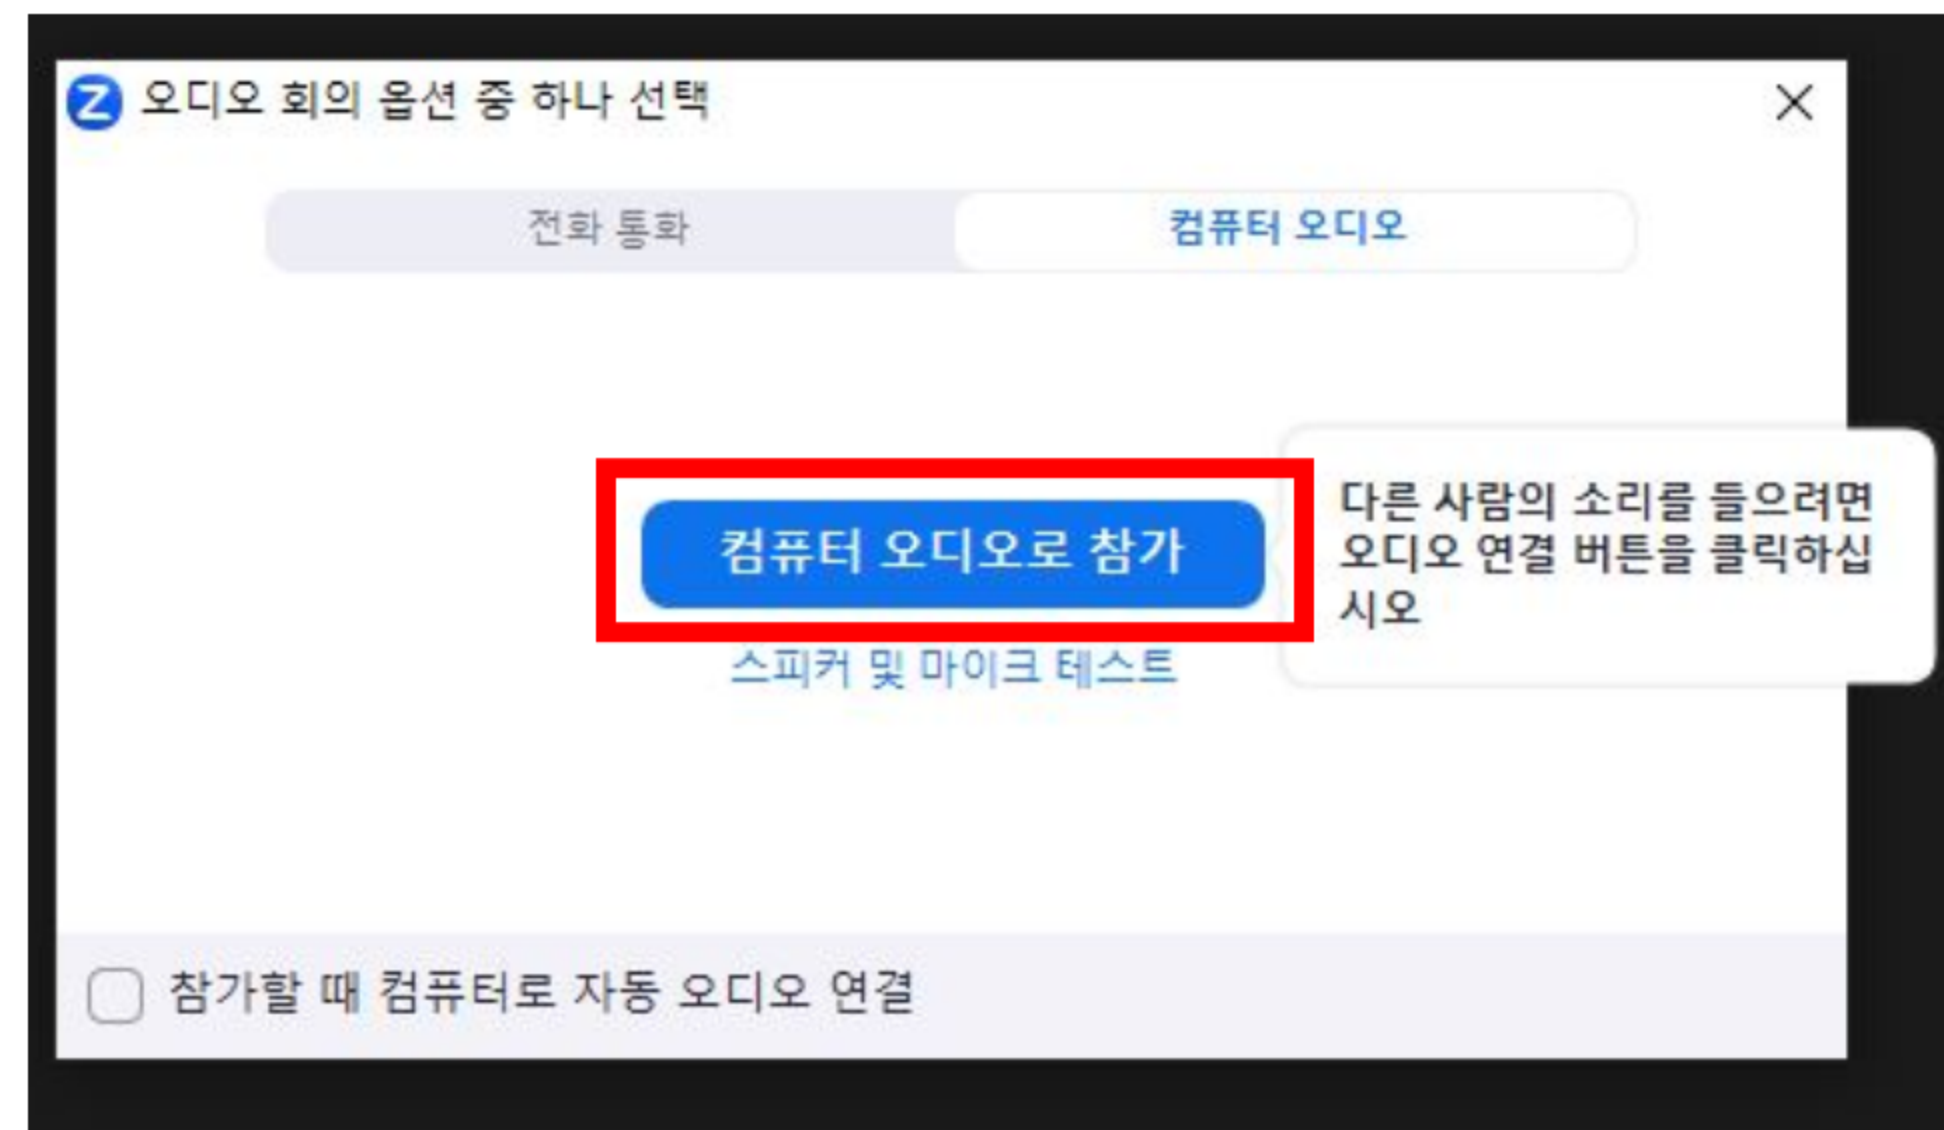 Z 오디오 회의 옵션 중 하나 선택
전화 통화
컴퓨터 오디오
컴퓨터 오디오로 참가
다른 사람의 소리를 들으려면
오디오 연결 버튼을 클릭하십
시오
스피커 및 마이크 테스트
참가할 때 컴퓨터로 자동 오디오 연결